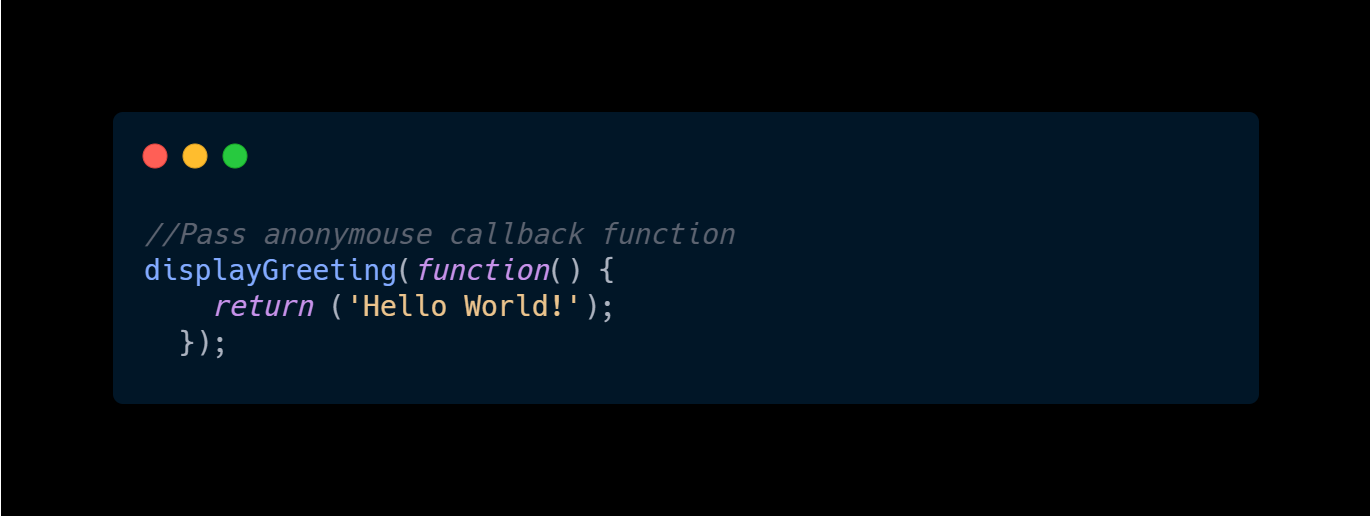 //Pass anonymouse callback function
displayGreeting(function() {
    return ('Hello World!');
  });